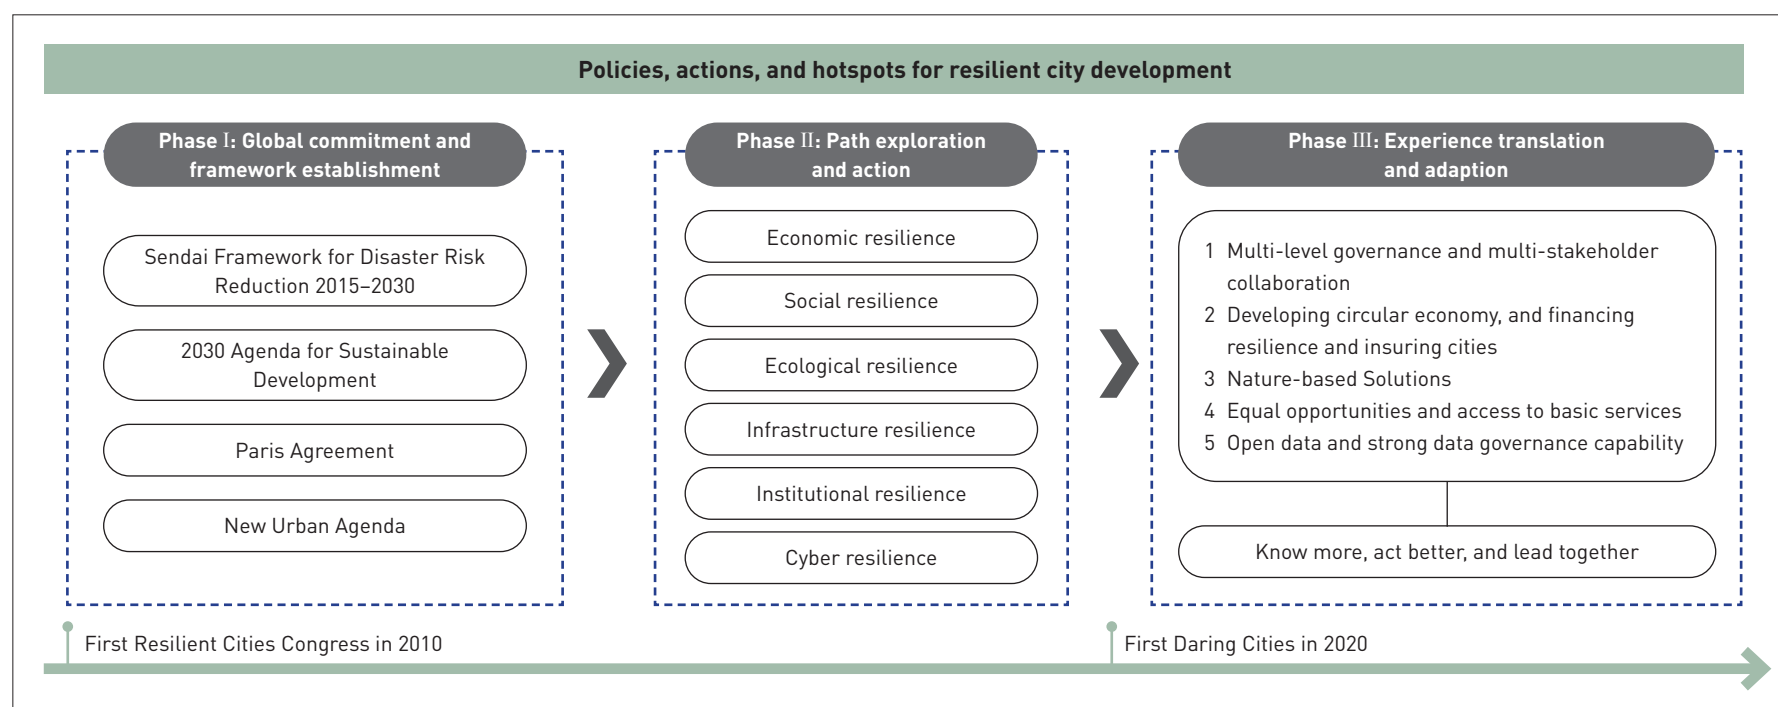 Policies, actions, and hotspots for resilient city development
Phase Ⅰ: Global commitment and
framework establishment
Sendai Framework for Disaster Risk
Reduction 2015–2030
2030 Agenda for Sustainable
Development
Paris Agreement
New Urban Agenda
Phase Ⅱ: Path exploration
and action
Economic resilience
Social resilience
Ecological resilience
Infrastructure resilience
Institutional resilience
Cyber resilience
Phase Ⅲ: Experience translation
and adaption
1 Multi-level governance and multi-stakeholder
collaboration
2 Developing circular economy, and financing
resilience and insuring cities
3 Nature-based Solutions
4 Equal opportunities and access to basic services
5 Open data and strong data governance capability
Know more, act better, and lead together
First Resilient Cities Congress in 2010
First Daring Cities in 2020